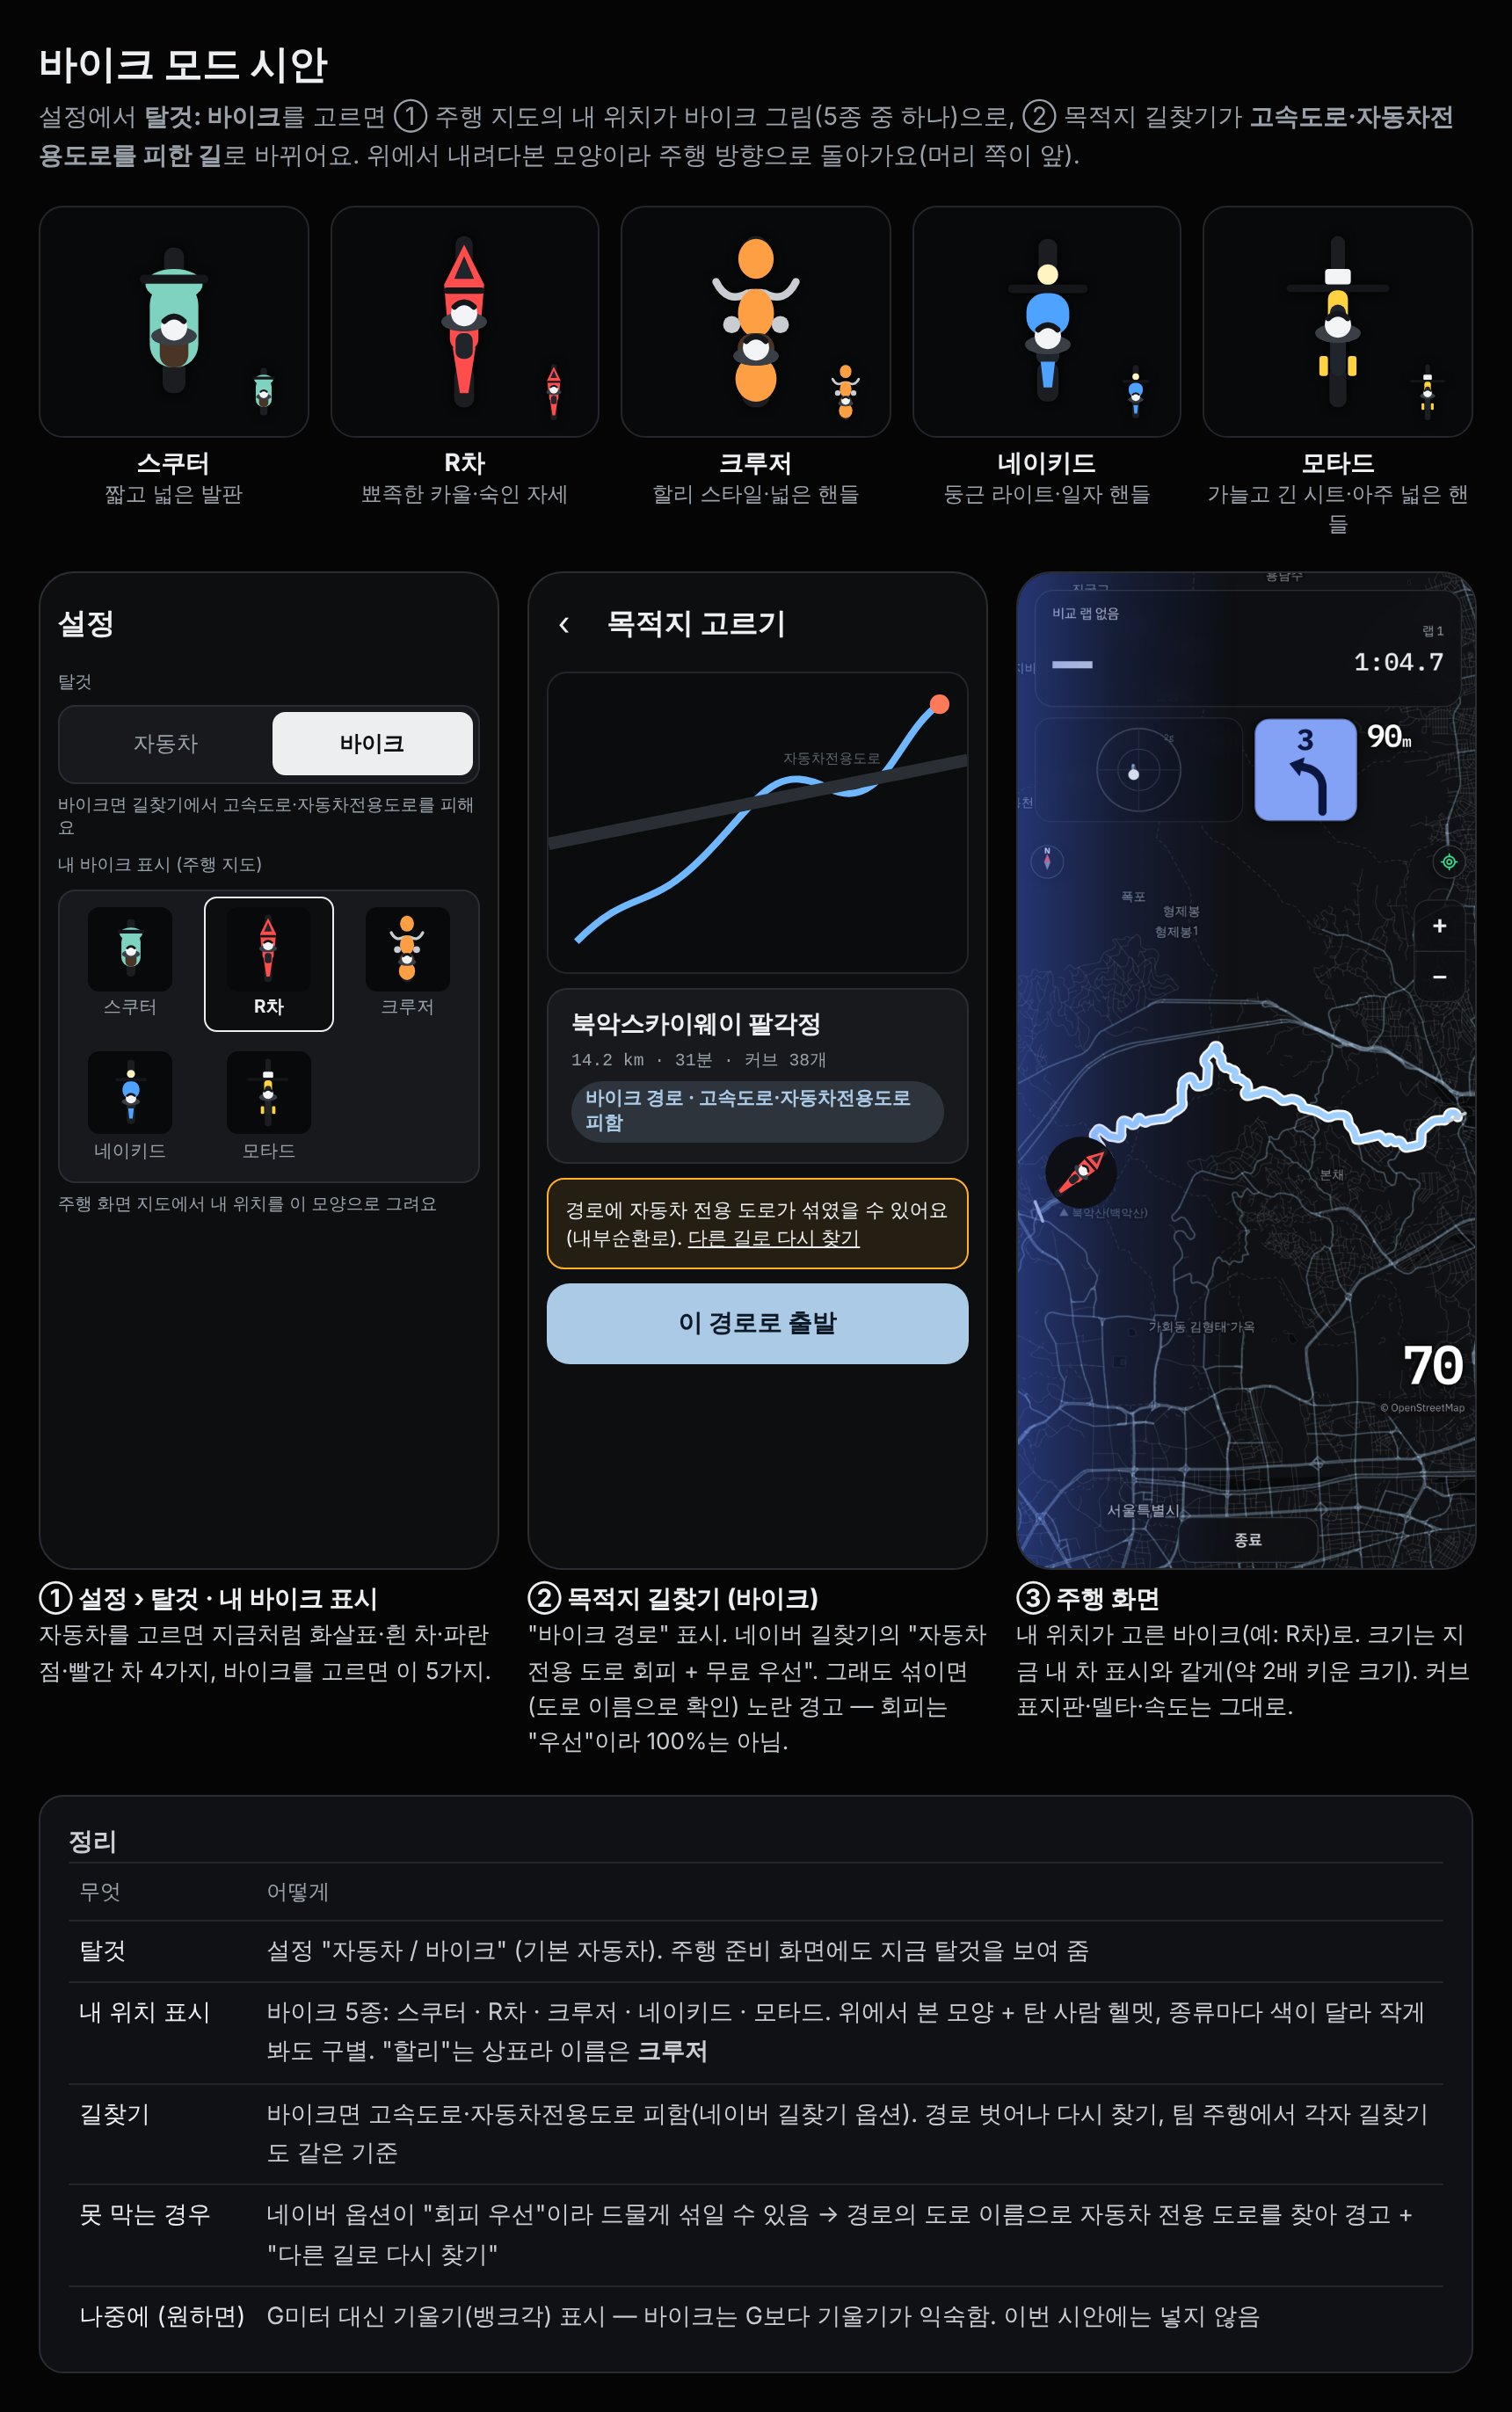 바이크 모드 시안
설정에서 탈것: 바이크를 고르면 ① 주행 지도의 내 위치가 바이크 그림(5종 중 하나)으로, ② 목적지 길찾기가 고속도로·자동차전
용도로를 피한 길로 바뀌어요. 위에서 내려다본 모양이라 주행 방향으로 돌아가요(머리 쪽이 앞).
스쿠터
짧고 넓은 발판
R차
뾰족한 카울·숙인 자세
크루저
할리 스타일·넓은 핸들
네이키드
둥근 라이트·일자 핸들
모타드
가늘고 긴 시트·아주 넓은 핸
들
설정
탈것
자동차
바이크
바이크면 길찾기에서 고속도로·자동차전용도로를 피해
요
내 바이크 표시 (주행 지도)
스쿠터
R차
크루저
네이키드
모타드
주행 화면 지도에서 내 위치를 이 모양으로 그려요
‹ 목적지 고르기
자동차전용도로
북악스카이웨이 팔각정
14.2 km · 31분 · 커브 38개
바이크 경로 · 고속도로·자동차전용도로
피함
경로에 자동차 전용 도로가 섞였을 수 있어요
(내부순환로). 다른 길로 다시 찾기
이 경로로 출발
비교 랩 없음
랩 1
1:04.7
2g
3
90m
N
폭포
형제봉
형제봉1
+
−
본채
북악산(백악산)
가회동 김형태 가옥
70
© OpenStreetMap
서울특별시
종료
① 설정 › 탈것 · 내 바이크 표시
자동차를 고르면 지금처럼 화살표·흰 차·파란
점·빨간 차 4가지, 바이크를 고르면 이 5가지.
② 목적지 길찾기 (바이크)
"바이크 경로" 표시. 네이버 길찾기의 "자동차
전용 도로 회피 + 무료 우선". 그래도 섞이면
(도로 이름으로 확인) 노란 경고 — 회피는
"우선"이라 100%는 아님.
③ 주행 화면
내 위치가 고른 바이크(예: R차)로. 크기는 지
금 내 차 표시와 같게(약 2배 키운 크기). 커브
표지판·델타·속도는 그대로.
정리
무엇 어떻게
탈것 설정 "자동차 / 바이크" (기본 자동차). 주행 준비 화면에도 지금 탈것을 보여 줌
내 위치 표시 바이크 5종: 스쿠터 · R차 · 크루저 · 네이키드 · 모타드. 위에서 본 모양 + 탄 사람 헬멧, 종류마다 색이 달라 작게
봐도 구별. "할리"는 상표라 이름은 크루저
길찾기 바이크면 고속도로·자동차전용도로 피함(네이버 길찾기 옵션). 경로 벗어나 다시 찾기, 팀 주행에서 각자 길찾기
도 같은 기준
못 막는 경우 네이버 옵션이 "회피 우선"이라 드물게 섞일 수 있음 → 경로의 도로 이름으로 자동차 전용 도로를 찾아 경고 +
"다른 길로 다시 찾기"
나중에 (원하면) G미터 대신 기울기(뱅크각) 표시 — 바이크는 G보다 기울기가 익숙함. 이번 시안에는 넣지 않음